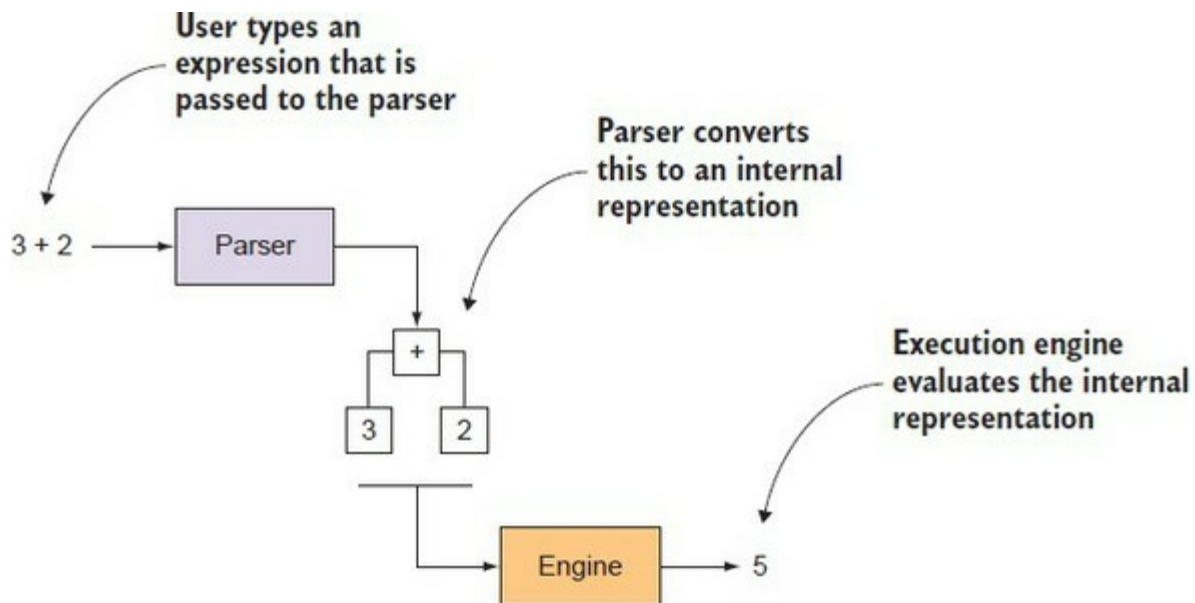 User types an
expression that is
passed to the parser
Parser converts
this to an internal
representation
3 + 2
Parser
+
3
2
Execution engine
evaluates the internal
representation
Engine
5